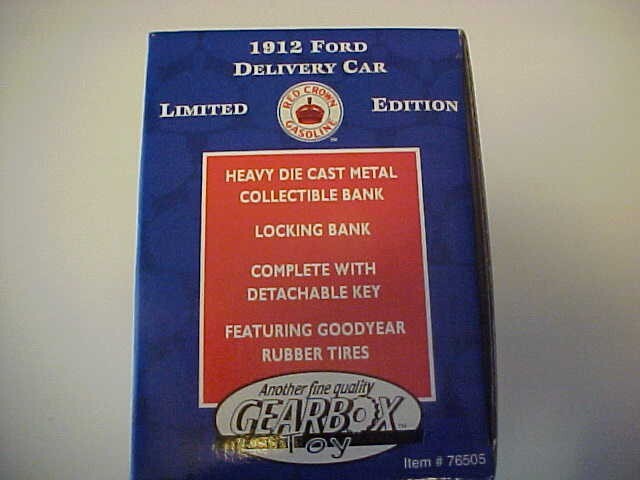 1912 FORD
DELIVERY CAR
LIMITED EDITION
RED CROWN
GASOLINE
HEAVY DIE CAST METAL
COLLECTIBLE BANK
LOCKING BANK
COMPLETE WITH
DETACHABLE KEY
FEATURING GOODYEAR
RUBBER TIRES
Another fine quality
GEARBOX
Toy
Item # 76505